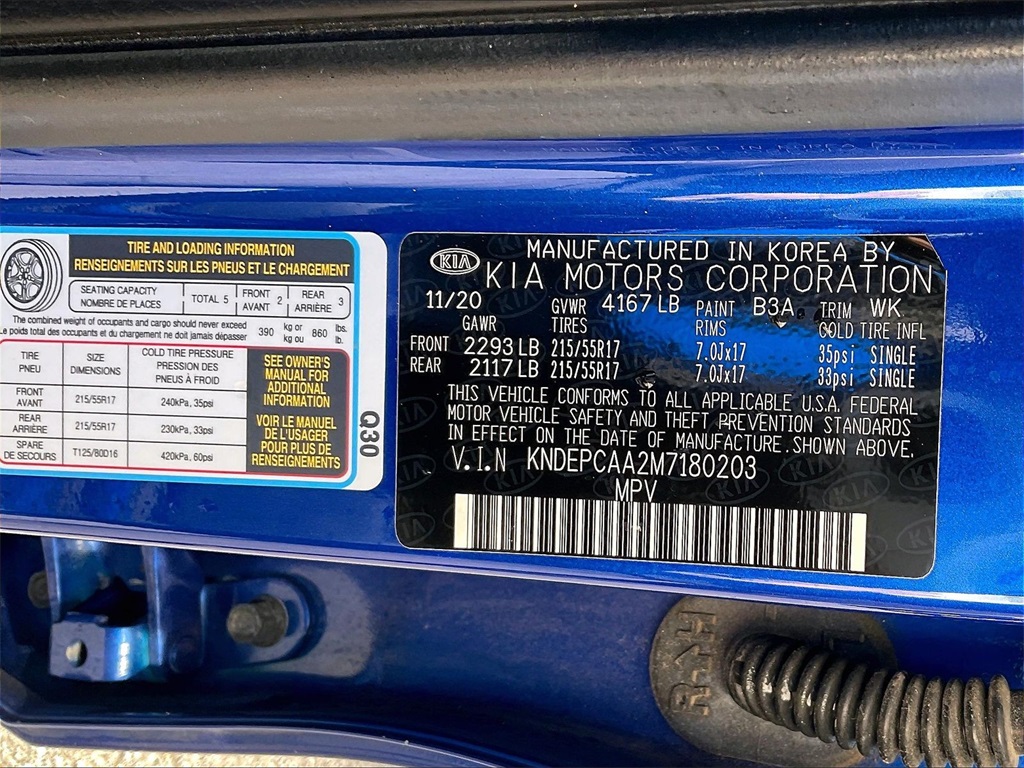 TIRE AND LOADING INFORMATION
RENSEIGNEMENTS SUR LES PNEUS ET LE CHARGEMENT
SEATING CAPACITY
NOMBRE DE PLACES
TOTAL 5
FRONT
AVANT
2
REAR
ARRIÈRE
3
The combined weight of occupants and cargo should never exceed
Le poids total des occupants et du chargement ne doit jamais dépasser
390
kg or
kg ou
860
lbs.
lb.
TIRE
PNEU
SIZE
DIMENSIONS
COLD TIRE PRESSURE
PRESSION DES
PNEUS À FROID
FRONT
AVANT
215/55R17
240kPa, 35psi
REAR
ARRIÈRE
215/55R17
230kPa, 33psi
SPARE
DE SECOURS
T125/80D16
420kPa, 60psi
SEE OWNER'S
MANUAL FOR
ADDITIONAL
INFORMATION
VOIR LE MANUEL
DE L'USAGER
POUR PLUS DE
RENSEIGNEMENTS
Q30
KIA
MANUFACTURED IN KOREA BY
KIA MOTORS CORPORATION
11/20 GVWR 4167 LB PAINT B3A TRIM WK
GAWR TIRES RIMS COLD TIRE INFL
FRONT 2293 LB 215/55R17 7.0Jx17 35psi SINGLE
REAR 2117 LB 215/55R17 7.0Jx17 33psi SINGLE
THIS VEHICLE CONFORMS TO ALL APPLICABLE U.S.A. FEDERAL
MOTOR VEHICLE SAFETY AND THEFT PREVENTION STANDARDS
IN EFFECT ON THE DATE OF MANUFACTURE.SHOWN ABOVE.
V.I.N KNDEPCAA2M7180203
MPV
R→H